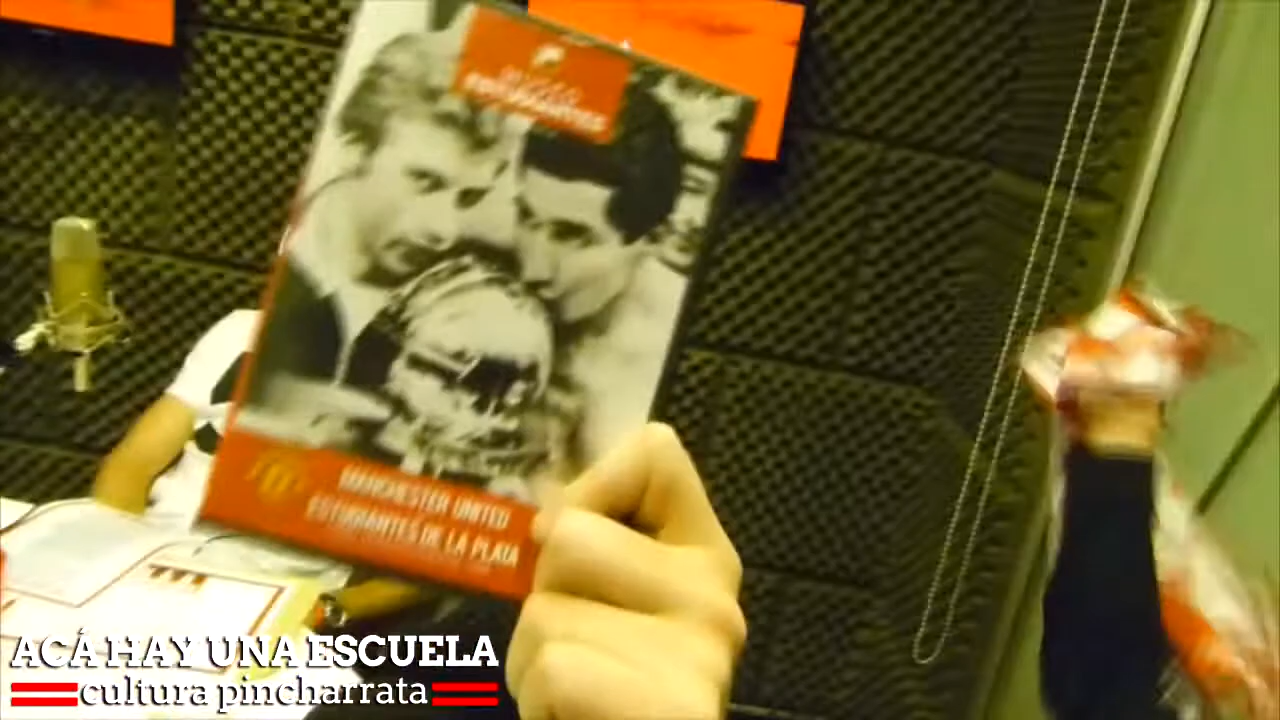 MANCHESTER UNITED
ESTUDIANTES DE LA PLATA
ACÁ HAY UNA ESCUELA
cultura pincharrata